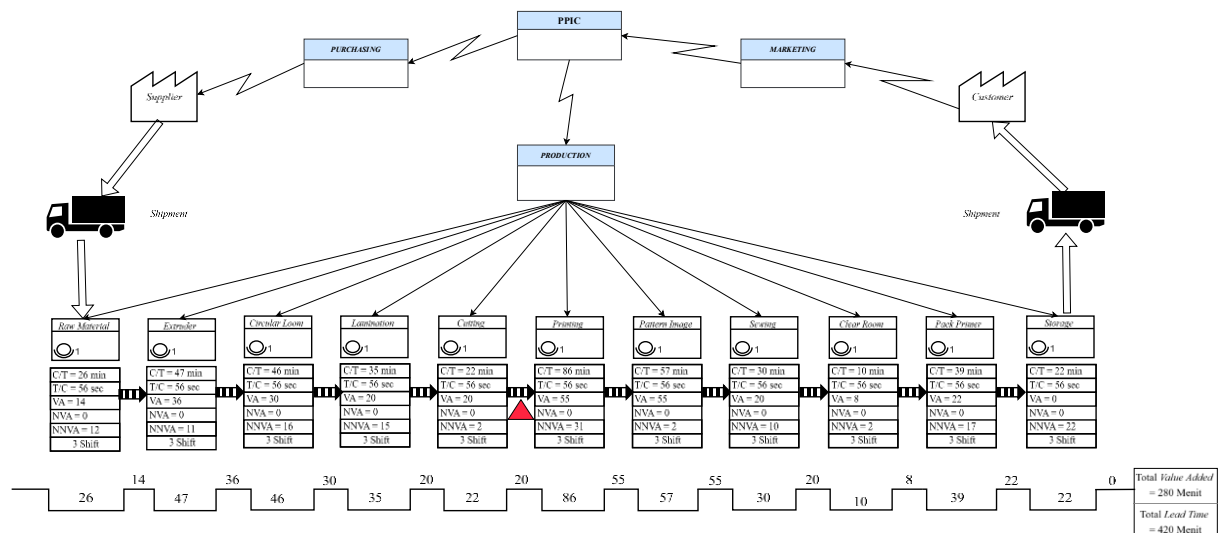 PPIC
PURCHASING
MARKETING
Supplier
Customer
PRODUCTION
Shipment
Shipment
Raw Material
1
C/T = 26 min
T/C = 56 sec
VA = 14
NVA = 0
NNVA = 12
3 Shift
Extruder
1
C/T = 47 min
T/C = 56 sec
VA = 36
NVA = 0
NNVA = 11
3 Shift
Circular Loom
1
C/T = 46 min
T/C = 56 sec
VA = 30
NVA = 0
NNVA = 16
3 Shift
Lamination
1
C/T = 35 min
T/C = 56 sec
VA = 20
NVA = 0
NNVA = 15
3 Shift
Cutting
1
C/T = 22 min
T/C = 56 sec
VA = 20
NVA = 0
NNVA = 2
3 Shift
Printing
1
C/T = 86 min
T/C = 56 sec
VA = 55
NVA = 0
NNVA = 31
3 Shift
Pattern Image
1
C/T = 57 min
T/C = 56 sec
VA = 55
NVA = 0
NNVA = 2
3 Shift
Sewing
1
C/T = 30 min
T/C = 56 sec
VA = 20
NVA = 0
NNVA = 10
3 Shift
Clear Room
1
C/T = 10 min
T/C = 56 sec
VA = 8
NVA = 0
NNVA = 2
3 Shift
Pack Primer
1
C/T = 39 min
T/C = 56 sec
VA = 22
NVA = 0
NNVA = 17
3 Shift
Storage
1
C/T = 22 min
T/C = 56 sec
VA = 0
NVA = 0
NNVA = 22
3 Shift
14 36 30 20 20 55 55 20 8 22 0
26 47 46 35 22 86 57 30 10 39 22
Total Value Added
= 280 Menit
Total Lead Time
= 420 Menit